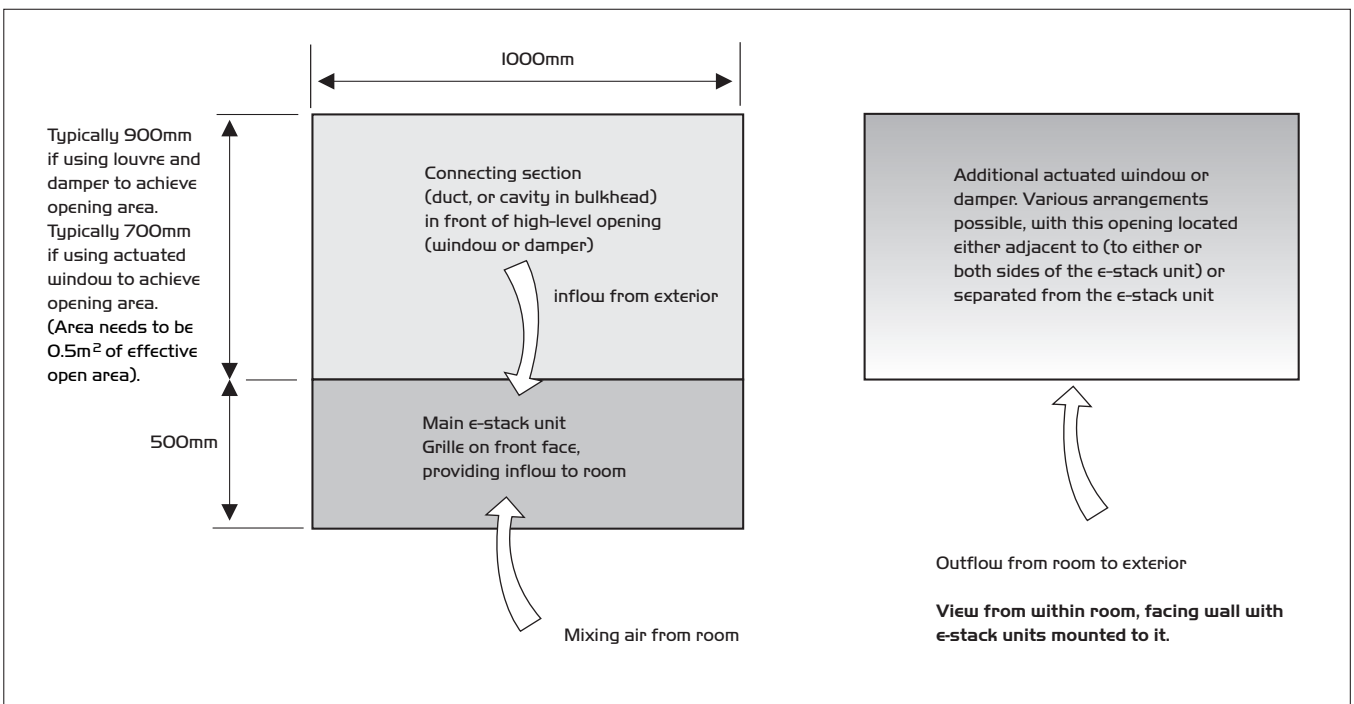 1000mm
Typically 900mm
if using louvre and
damper to achieve
opening area.
Typically 700mm
if using actuated
window to achieve
opening area.
(Area needs to be
0.5m² of effective
open area).
500mm
Connecting section
(duct, or cavity in bulkhead)
in front of high-level opening
(window or damper)
inflow from exterior
Main e-stack unit
Grille on front face,
providing inflow to room
Mixing air from room
Additional actuated window or
damper. Various arrangements
possible, with this opening located
either adjacent to (to either or
both sides of the e-stack unit) or
separated from the e-stack unit
Outflow from room to exterior
View from within room, facing wall with
e-stack units mounted to it.